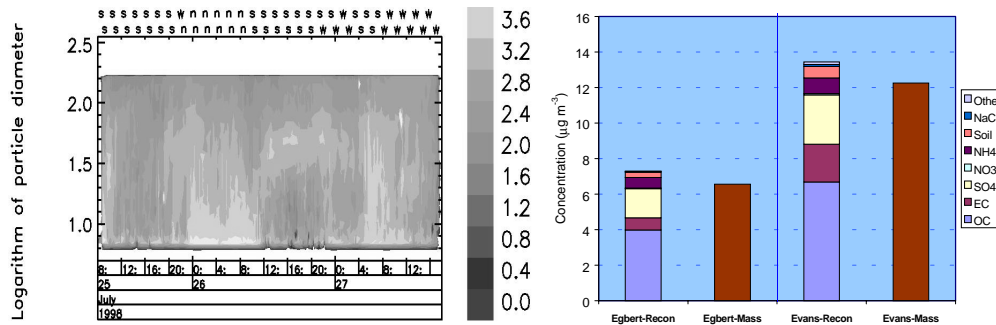 s s s s s s s w n n n n n n s s s s s s s w s s s s w w w w
s s s s s s s n n n n n n s s s s s s w w w w s s w w w w w
Logarithm of particle diameter
2.5
2.0
1.5
1.0
8: 12: 16: 20: 0: 4: 8: 12: 16: 20: 0: 4: 8: 12:
25 26 27
July
1998
3.6
3.2
2.8
2.4
2.0
1.6
1.2
0.8
0.4
0.0
Concentration (µg m⁻³)
16
14
12
10
8
6
4
2
0
Egbert-Recon Egbert-Mass Evans-Recon Evans-Mass
Othe
NaC
Soil
NH4
NO3
SO4
EC
OC